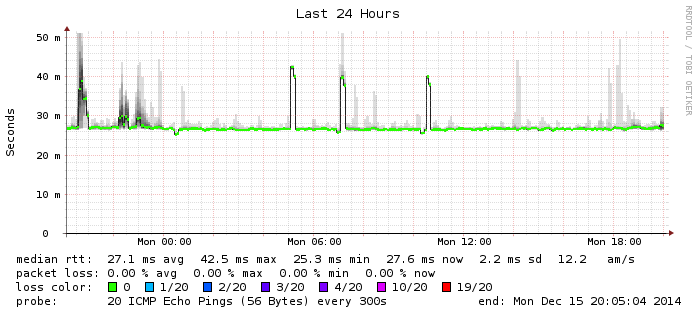 Last 24 Hours
RRDTOOL / TOBI OETIKER
Seconds
50 m
40 m
30 m
20 m
10 m
0
Mon 00:00 Mon 06:00 Mon 12:00 Mon 18:00
median rtt: 27.1 ms avg 42.5 ms max 25.3 ms min 27.6 ms now 2.2 ms sd 12.2 am/s
packet loss: 0.00 % avg 0.00 % max 0.00 % min 0.00 % now
loss color: 0 1/20 2/20 3/20 4/20 10/20 19/20
probe: 20 ICMP Echo Pings (56 Bytes) every 300s end: Mon Dec 15 20:05:04 2014